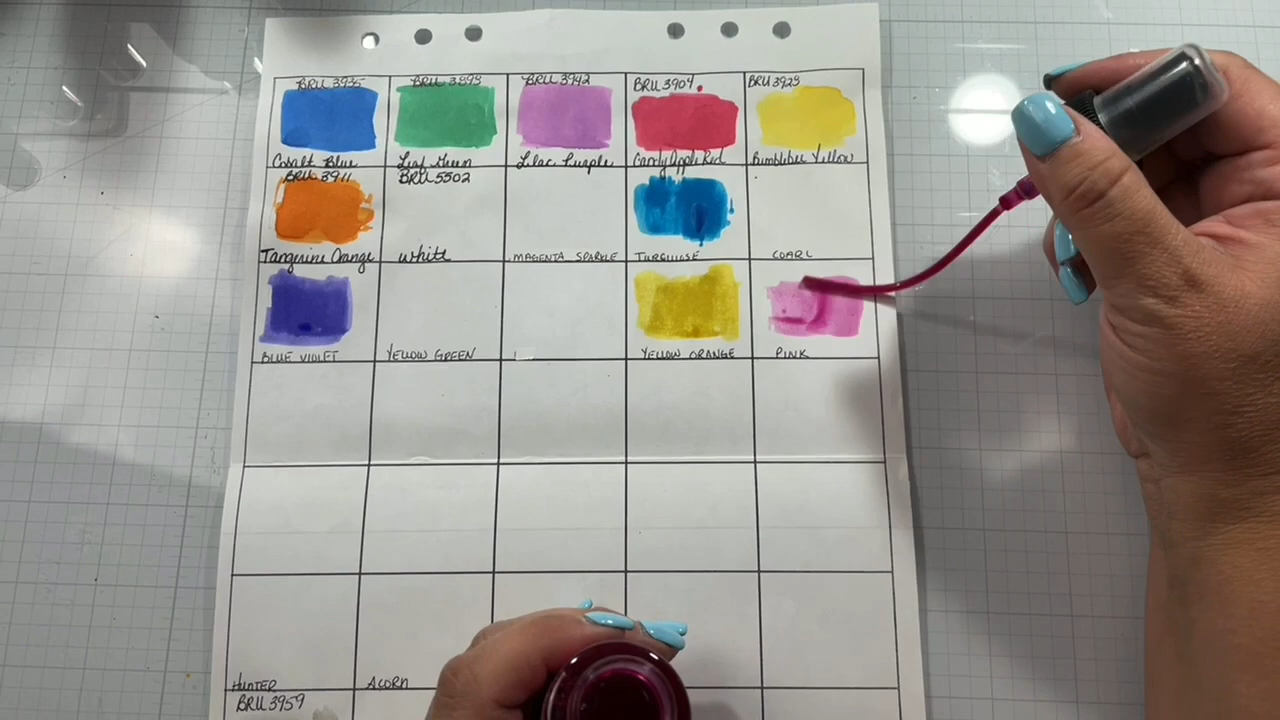 BRU 3935 BRU 3893 BRU 3942 BRU 3904 BRU 3923
Cobalt Blue Leaf Green Lilac Purple Candy Apple Red Bumblebee Yellow
BRU 3911 BRU 5502
Tangerine Orange White MAGENTA SPARKLE TURQUOISE COARL
BLUE VIOLET YELLOW GREEN YELLOW ORANGE PINK
HUNTER ACORN
BRU 3959